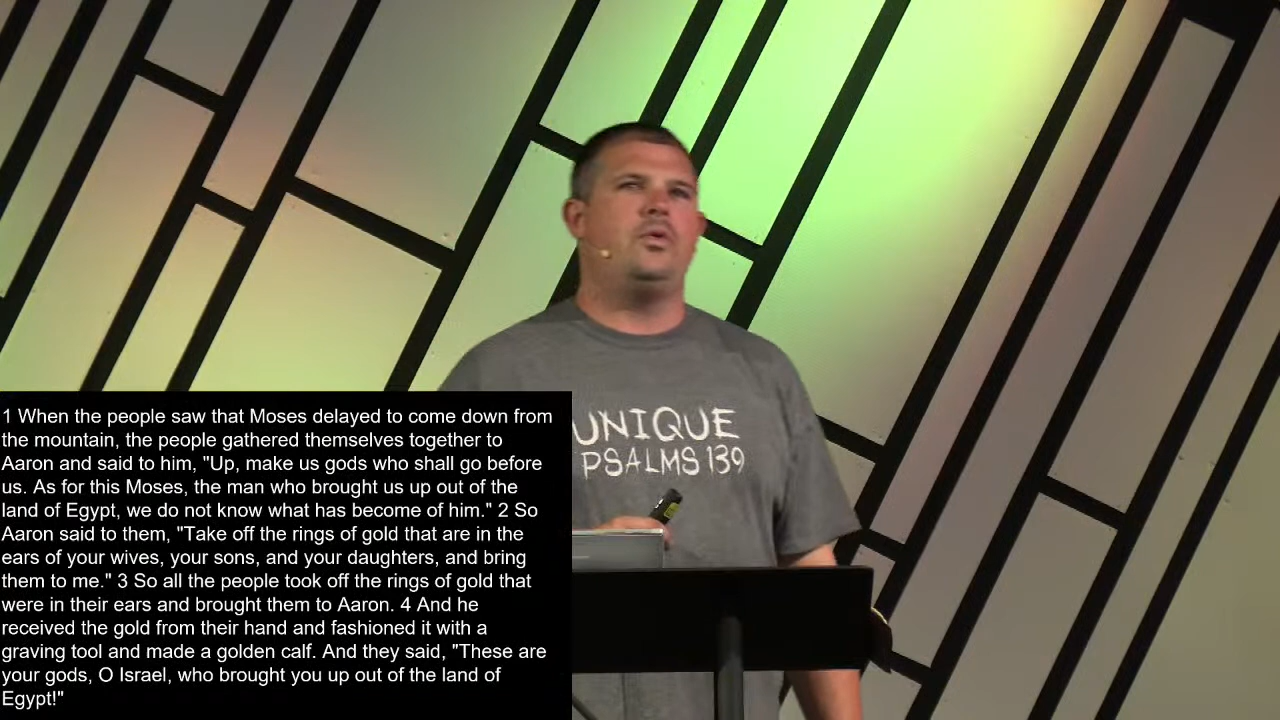 UNIQUE
PSALMS 139
1 When the people saw that Moses delayed to come down from
the mountain, the people gathered themselves together to
Aaron and said to him, "Up, make us gods who shall go before
us. As for this Moses, the man who brought us up out of the
land of Egypt, we do not know what has become of him." 2 So
Aaron said to them, "Take off the rings of gold that are in the
ears of your wives, your sons, and your daughters, and bring
them to me." 3 So all the people took off the rings of gold that
were in their ears and brought them to Aaron. 4 And he
received the gold from their hand and fashioned it with a
graving tool and made a golden calf. And they said, "These are
your gods, O Israel, who brought you up out of the land of
Egypt!"